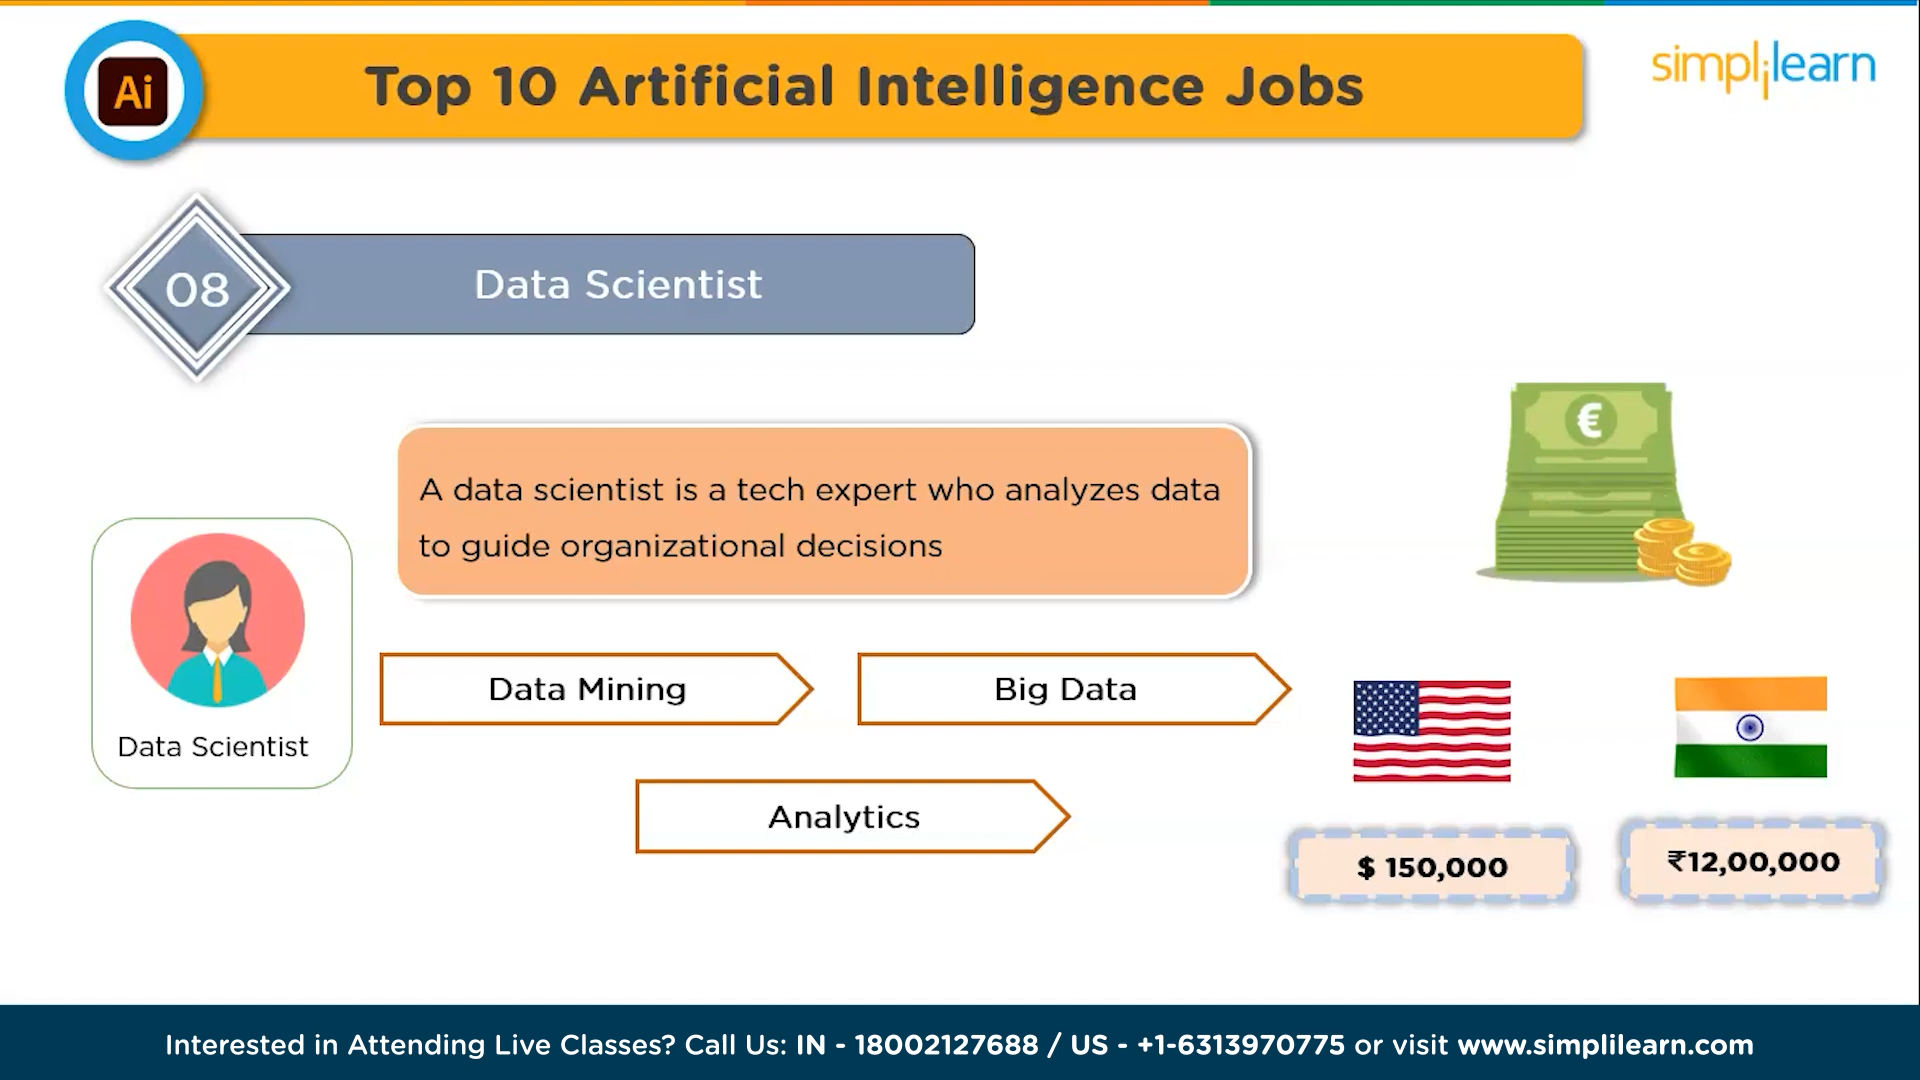 Ai
Top 10 Artificial Intelligence Jobs
simplilearn
08
Data Scientist
A data scientist is a tech expert who analyzes data
to guide organizational decisions
€
Data Scientist
Data Mining
Big Data
Analytics
$ 150,000
₹12,00,000
Interested in Attending Live Classes? Call Us: IN - 18002127688 / US - +1-6313970775 or visit www.simplilearn.com